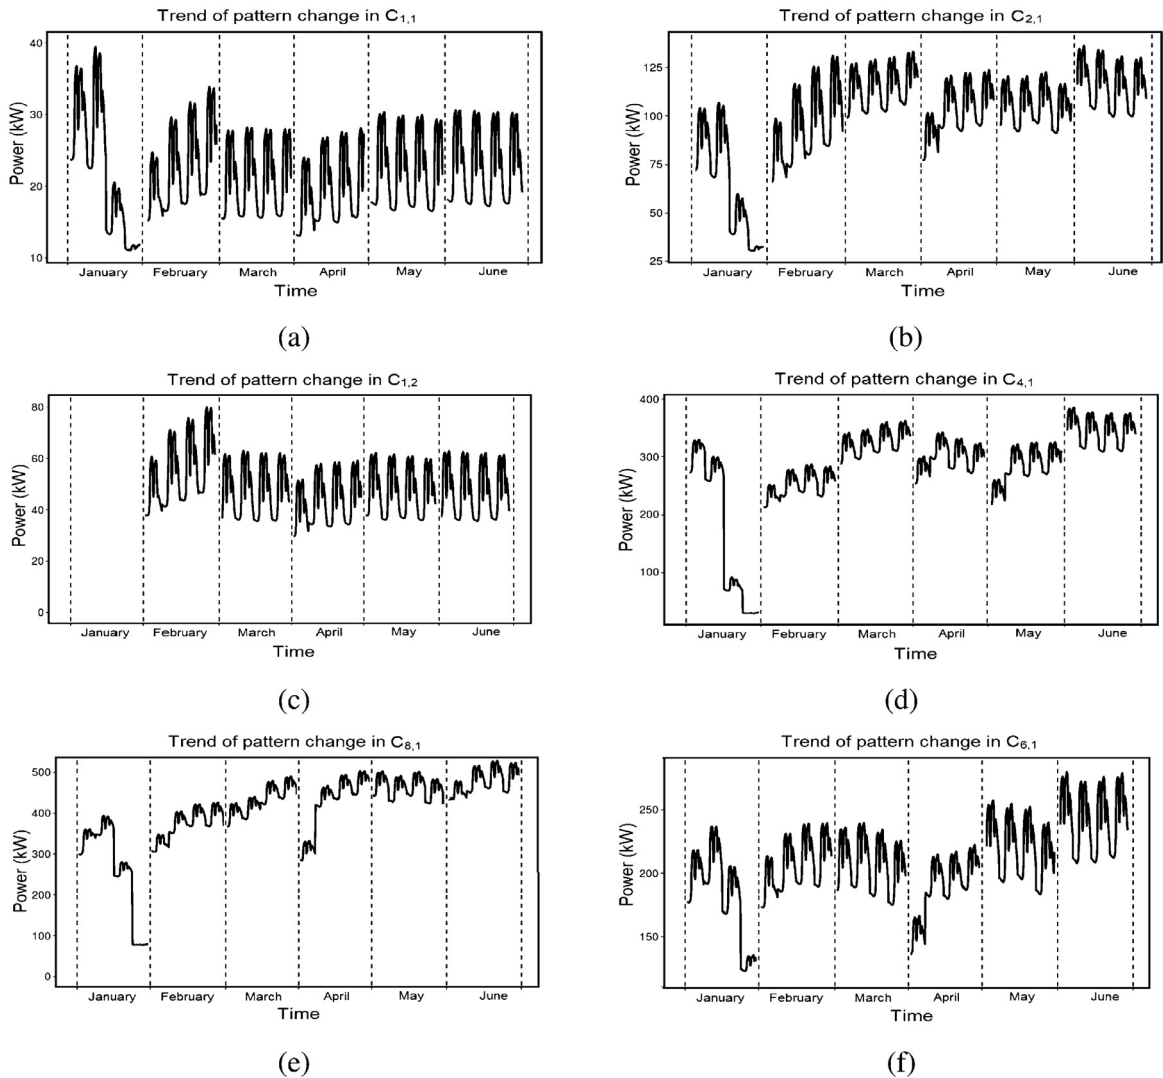 Trend of pattern change in C1,1
Power (kW)
40
30
20
10
January February March April May June
Time
(a)
Trend of pattern change in C2,1
Power (kW)
125
100
75
50
25
January February March April May June
Time
(b)
Trend of pattern change in C1,2
Power (kW)
80
60
40
20
0
January February March April May June
Time
(c)
Trend of pattern change in C4,1
Power (kW)
400
300
200
100
January February March April May June
Time
(d)
Trend of pattern change in C8,1
Power (kW)
500
400
300
200
100
0
January February March April May June
Time
(e)
Trend of pattern change in C6,1
Power (kW)
250
200
150
January February March April May June
Time
(f)